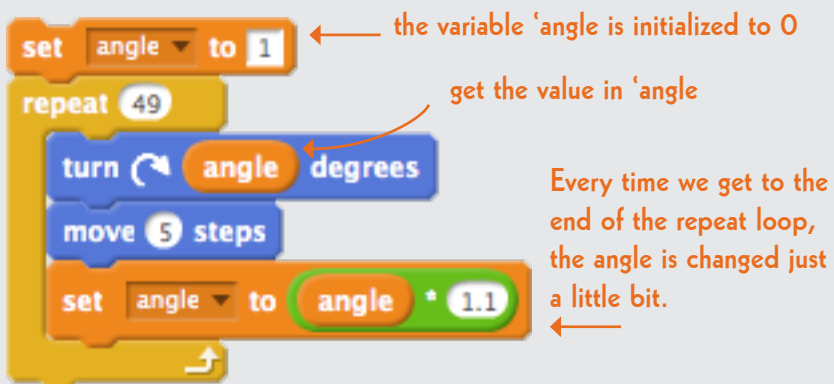 set angle to 1
the variable ‘angle is initialized to 0
repeat 49
get the value in ‘angle
turn angle degrees
move 5 steps
set angle to angle * 1.1
Every time we get to the
end of the repeat loop,
the angle is changed just
a little bit.